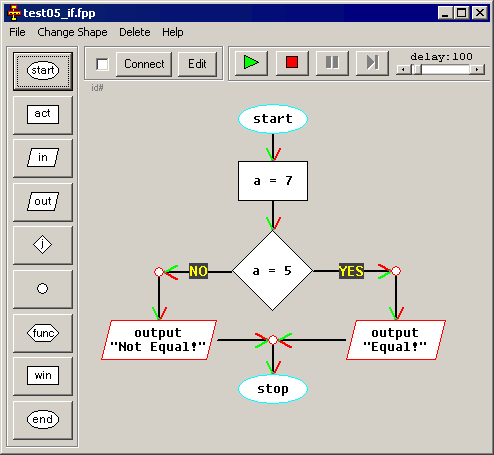 test05_if.fpp
File Change Shape Delete Help
start
Connect Edit
delay:100
id#
act
in
out
j
func
win
end
start
a = 7
a = 5
NO
YES
output
"Not Equal!"
output
"Equal!"
stop